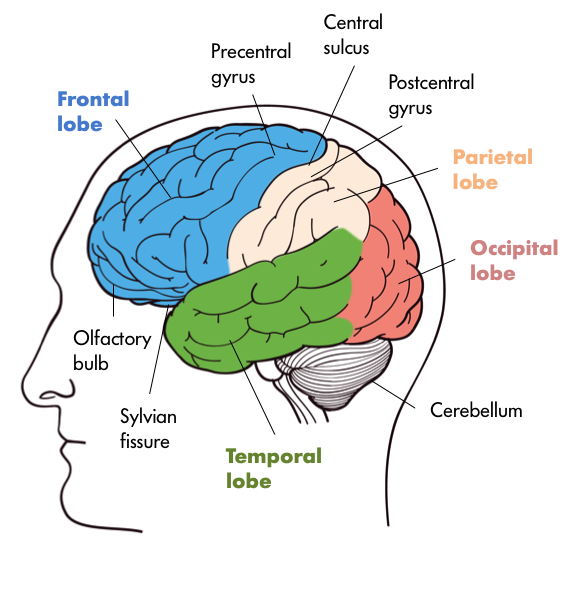 Central
sulcus
Precentral
gyrus
Postcentral
gyrus
Frontal
lobe
Parietal
lobe
Occipital
lobe
Olfactory
bulb
Sylvian
fissure
Cerebellum
Temporal
lobe